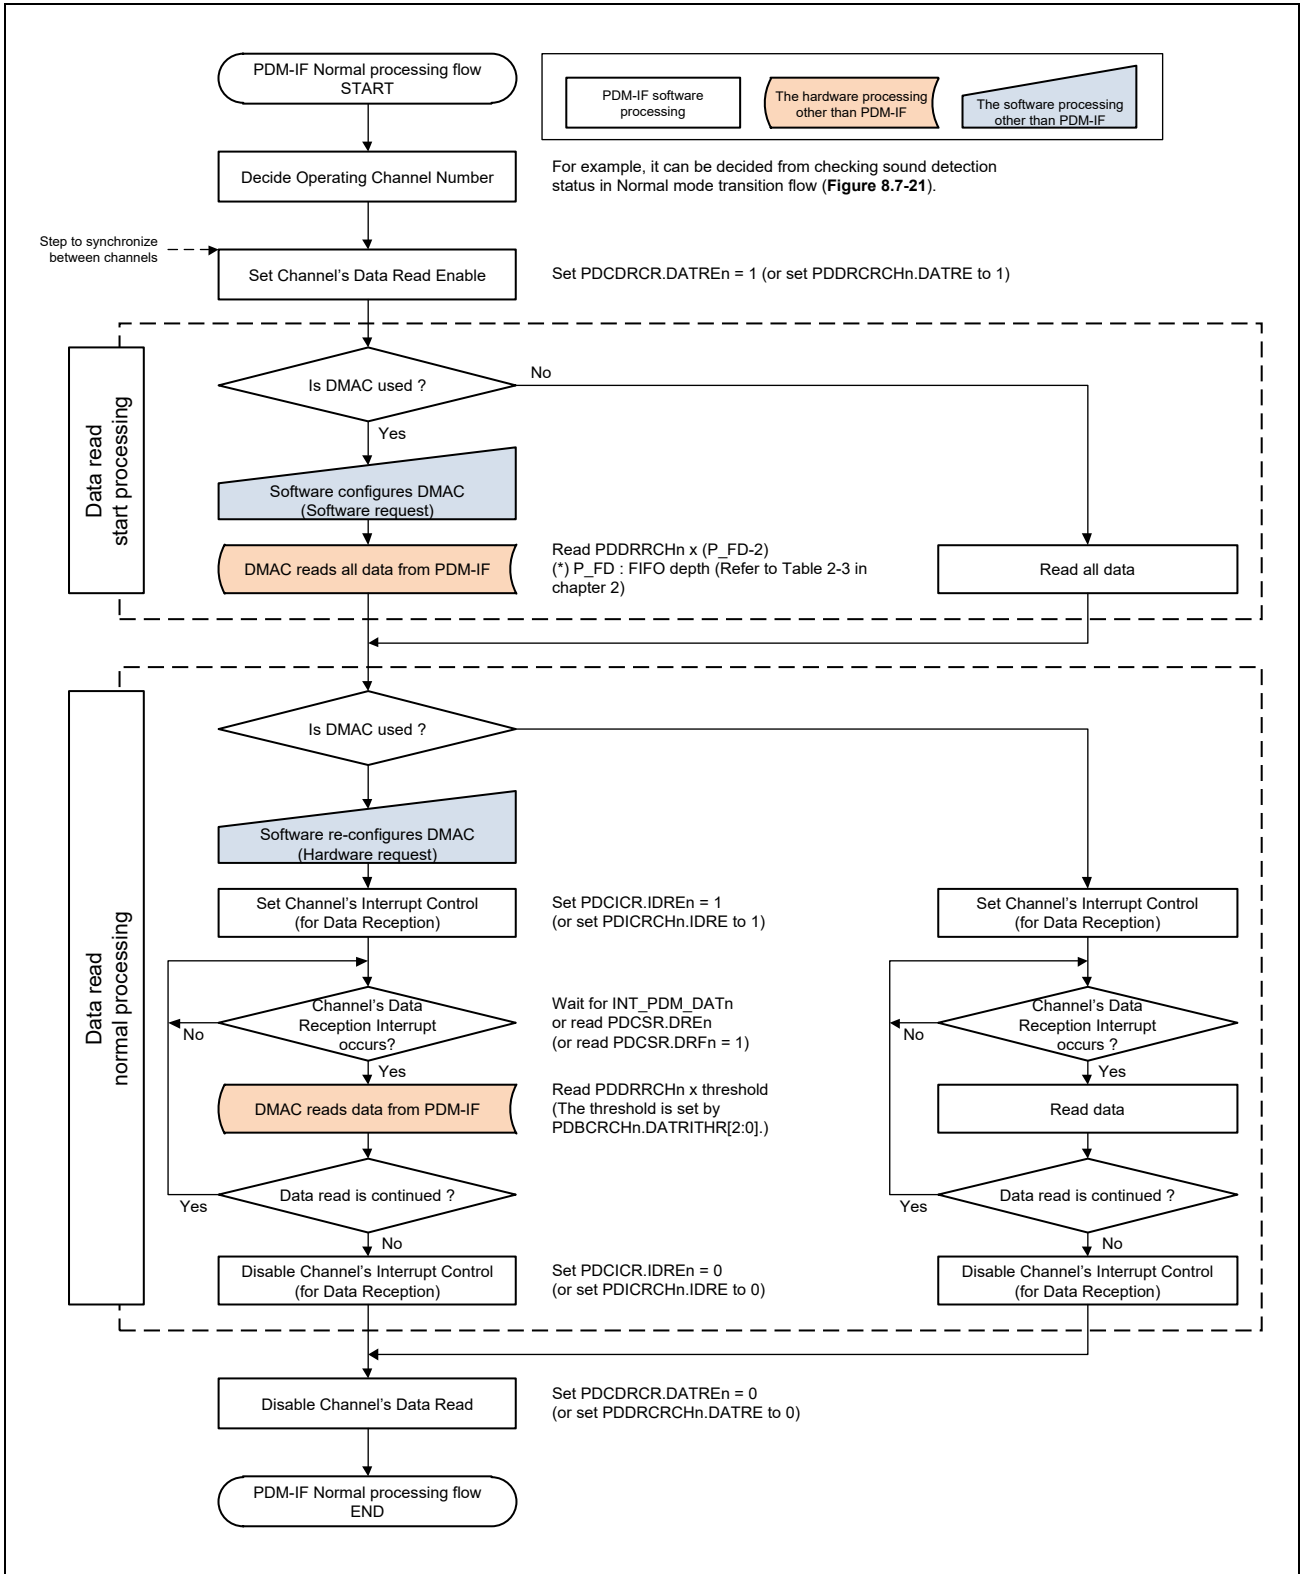 PDM-IF Normal processing flow
START
PDM-IF software
processing
The hardware processing
other than PDM-IF
The software processing
other than PDM-IF
Decide Operating Channel Number
For example, it can be decided from checking sound detection
status in Normal mode transition flow (Figure 8.7-21).
Step to synchronize
between channels
Set Channel's Data Read Enable
Set PDCDRCR.DATREn = 1 (or set PDDRCRCHn.DATRE to 1)
Data read
start processing
Is DMAC used ?
No
Yes
Software configures DMAC
(Software request)
DMAC reads all data from PDM-IF
Read PDDRRCHn x (P_FD-2)
(*) P_FD : FIFO depth (Refer to Table 2-3 in
chapter 2)
Read all data
Data read
normal processing
Is DMAC used ?
Software re-configures DMAC
(Hardware request)
Set Channel's Interrupt Control
(for Data Reception)
Set PDCICR.IDREn = 1
(or set PDICRCHn.IDRE to 1)
Set Channel's Interrupt Control
(for Data Reception)
Channel's Data
Reception Interrupt
occurs?
No
Yes
Wait for INT_PDM_DATn
or read PDCSR.DREn
(or read PDCSR.DRFn = 1)
Channel's Data
Reception Interrupt
occurs ?
No
Yes
DMAC reads data from PDM-IF
Read PDDRRCHn x threshold
(The threshold is set by
PDBCRCHn.DATRITHR[2:0].)
Read data
Data read is continued ?
Yes
No
Data read is continued ?
Yes
No
Disable Channel's Interrupt Control
(for Data Reception)
Set PDCICR.IDREn = 0
(or set PDICRCHn.IDRE to 0)
Disable Channel's Interrupt Control
(for Data Reception)
Disable Channel's Data Read
Set PDCDRCR.DATREn = 0
(or set PDDRCRCHn.DATRE to 0)
PDM-IF Normal processing flow
END